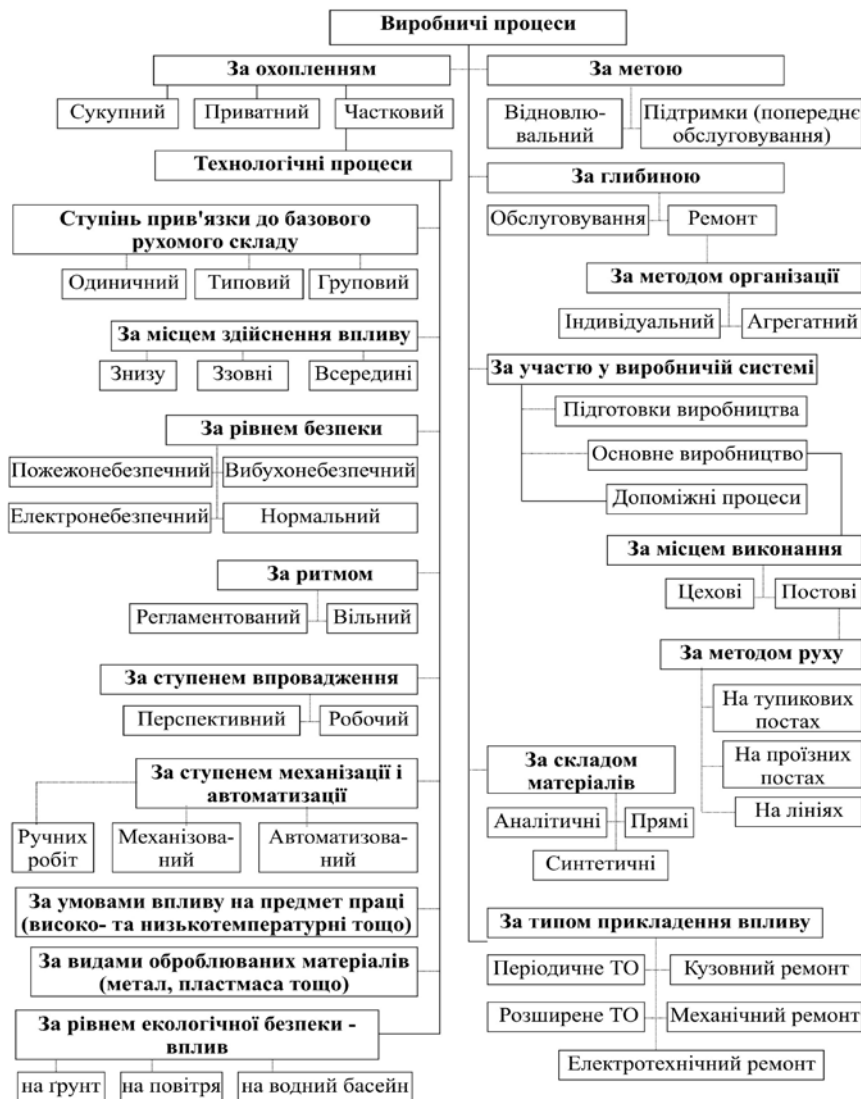 Виробничі процеси
За охопленням
Сукупний
Приватний
Частковий
Технологічні процеси
Ступінь прив'язки до базового
рухомого складу
Одиничний
Типовий
Груповий
За місцем здійснення впливу
Знизу
Ззовні
Всередині
За рівнем безпеки
Пожежонебезпечний
Вибухонебезпечний
Електронебезпечний
Нормальний
За ритмом
Регламентований
Вільний
За ступенем впровадження
Перспективний
Робочий
За ступенем механізації і
автоматизації
Ручних
робіт
Механізова-
ний
Автоматизова-
ний
За умовами впливу на предмет праці
(високо- та низькотемпературні тощо)
За видами оброблюваних матеріалів
(метал, пластмаса тощо)
За рівнем екологічної безпеки -
вплив
на ґрунт
на повітря
на водний басейн
За метою
Відновлю-
вальний
Підтримки (попереднє
обслуговування)
За глибиною
Обслуговування
Ремонт
За методом організації
Індивідуальний
Агрегатний
За участю у виробничій системі
Підготовки виробництва
Основне виробництво
Допоміжні процеси
За місцем виконання
Цехові
Постові
За методом руху
На тупикових
постах
На проїзних
постах
На лініях
За складом
матеріалів
Аналітичні
Прямі
Синтетичні
За типом прикладення впливу
Періодичне ТО
Кузовний ремонт
Розширене ТО
Механічний ремонт
Електротехнічний ремонт